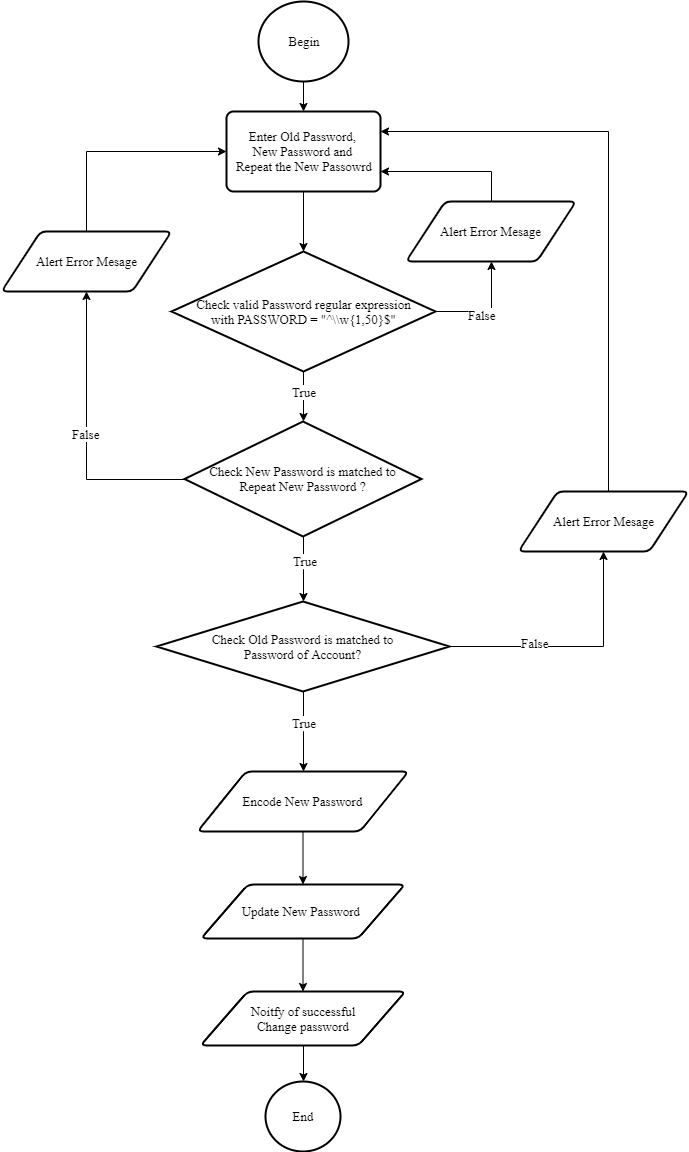 Begin
Enter Old Password,
New Password and
Repeat the New Passowrd
Alert Error Mesage
Alert Error Mesage
Check valid Password regular expression
with PASSWORD = "^\\w{1,50}$"
False
True
False
Check New Password is matched to
Repeat New Password ?
Alert Error Mesage
True
Check Old Password is matched to
Password of Account?
False
True
Encode New Password
Update New Password
Noitfy of successful
Change password
End